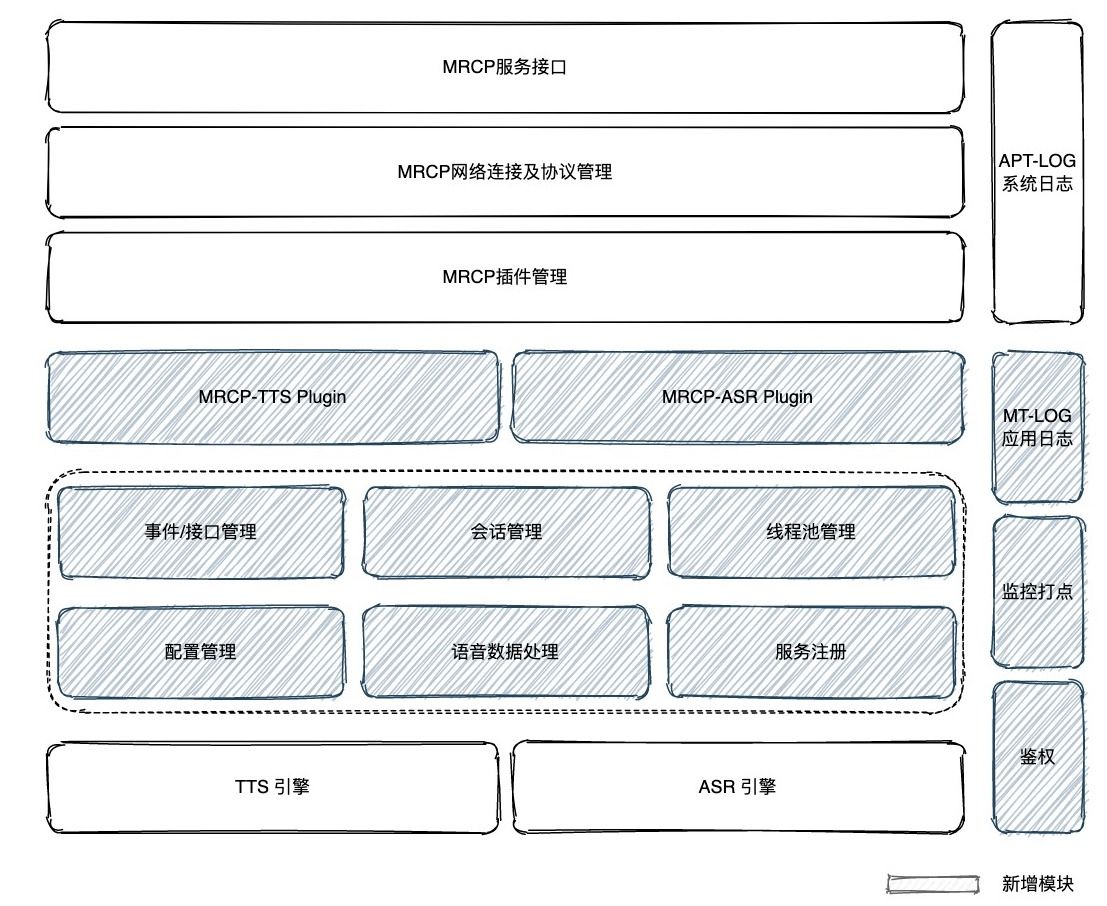 MRCP服务接口
MRCP网络连接及协议管理
MRCP插件管理
APT-LOG
系统日志
MRCP-TTS Plugin
MRCP-ASR Plugin
MT-LOG
应用日志
事件/接口管理
会话管理
线程池管理
监控打点
配置管理
语音数据处理
服务注册
鉴权
TTS 引擎
ASR 引擎
新增模块